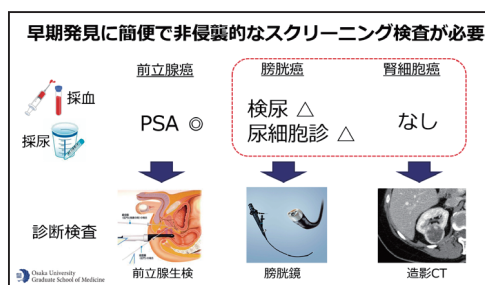 早期発見に簡便で非侵襲的なスクリーニング検査が必要
前立腺癌
膀胱癌
腎細胞癌
採血
採尿
PSA ◎
検尿 △
尿細胞診 △
なし
診断検査
前立腺生検
膀胱鏡
造影CT
Osaka University
Graduate School of Medicine